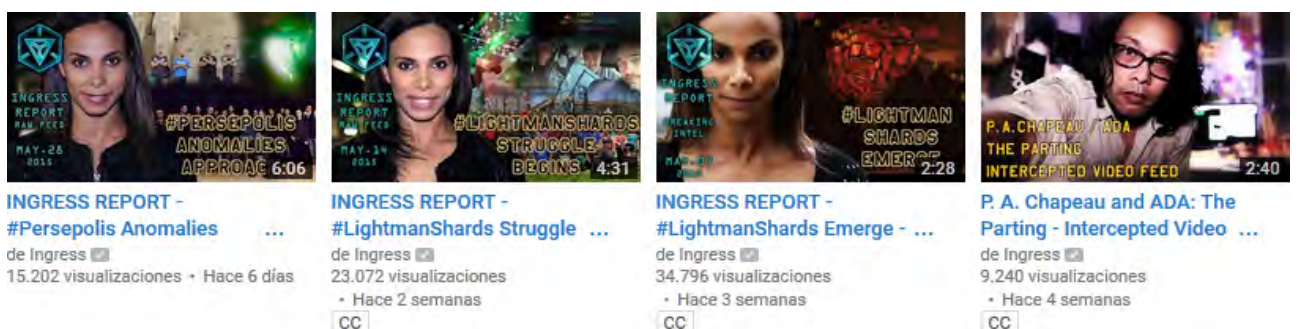 INGRESS
REPORT
RAW FEED
MAY.28
2015
#PERSEPOLIS
ANOMALIES
APPROAC
6:06
INGRESS REPORT -
#Persepolis Anomalies ...
de Ingress
15.202 visualizaciones • Hace 6 días
INGRESS
REPORT
RAW FEED
MAY.14
2015
#LIGHTMANSHARDS
STRUGGLE
BEGINS
4:31
INGRESS REPORT -
#LightmanShards Struggle ...
de Ingress
23.072 visualizaciones
• Hace 2 semanas
CC
INGRESS
REPORT
BREAKING
INTEL
2015
#LIGHTMAN
SHARDS
EMERGE
2:28
INGRESS REPORT -
#LightmanShards Emerge - ...
de Ingress
34.796 visualizaciones
• Hace 3 semanas
CC
P.A.CHAPEAU / ADA
THE PARTING
INTERCEPTED VIDEO FEED
2:40
P. A. Chapeau and ADA: The
Parting - Intercepted Video ...
de Ingress
9.240 visualizaciones
• Hace 4 semanas
CC